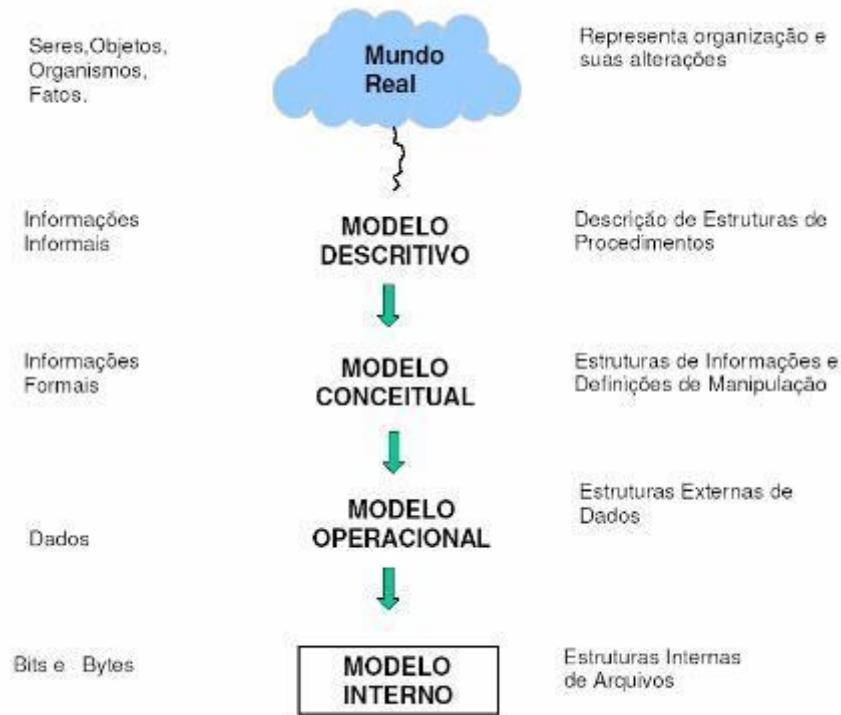 Seres,Objetos,
Organismos,
Fatos.
Mundo
Real
Representa organização e
suas alterações
Informações
Informais
MODELO
DESCRITIVO
Descrição de Estruturas de
Procedimentos
Informações
Formais
MODELO
CONCEITUAL
Estruturas de Informações e
Definições de Manipulação
Dados
MODELO
OPERACIONAL
Estruturas Externas de
Dados
Bits e Bytes
MODELO
INTERNO
Estruturas Internas
de Arquivos